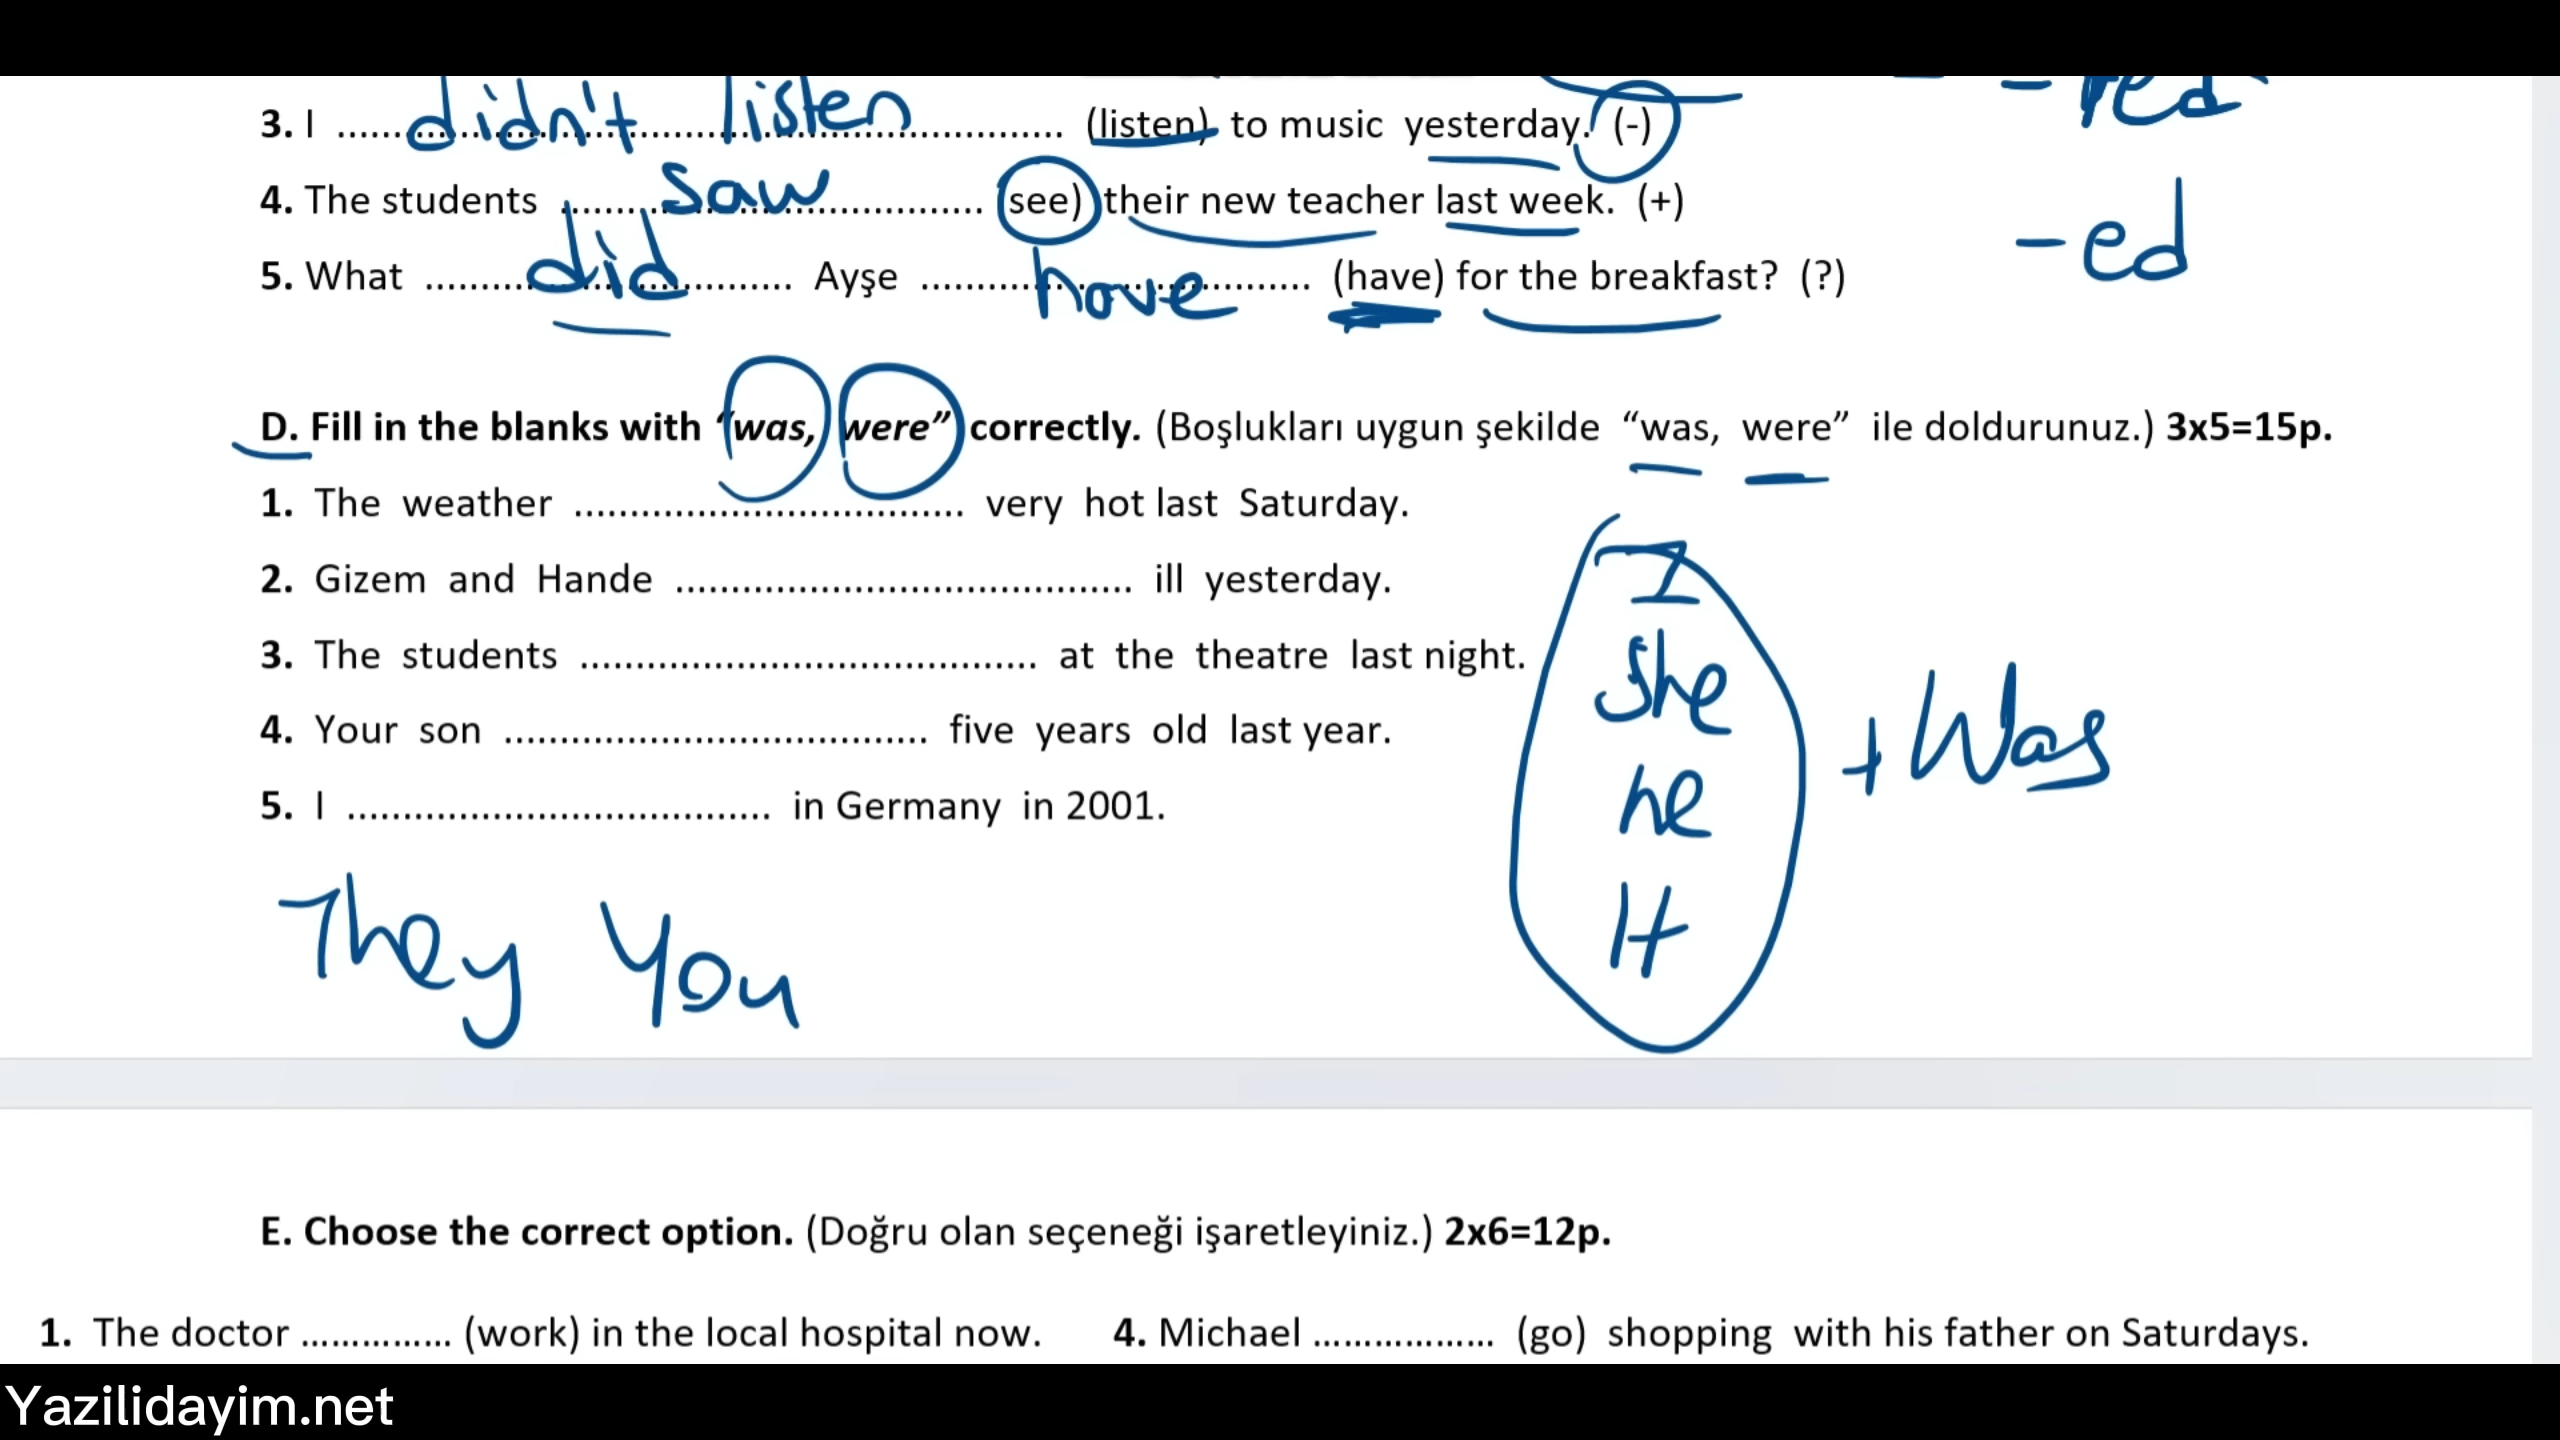 3. I ........ didn't listen ........ (listen) to music yesterday. (-)
4. The students ........ saw ........ (see) their new teacher last week. (+)
-ed
5. What ........ did ........ Ayşe ........ have ........ (have) for the breakfast? (?)
D. Fill in the blanks with “was, were” correctly. (Boşlukları uygun şekilde “was, were” ile doldurunuz.) 3x5=15p.
1. The weather ................................... very hot last Saturday.
2. Gizem and Hande ......................................... ill yesterday.
3. The students ......................................... at the theatre last night.
4. Your son ...................................... five years old last year.
5. I ...................................... in Germany in 2001.
I
She
he
It
+ Was
They You
E. Choose the correct option. (Doğru olan seçeneği işaretleyiniz.) 2x6=12p.
1. The doctor ............... (work) in the local hospital now.
4. Michael .................. (go) shopping with his father on Saturdays.
Yazilidayim.net